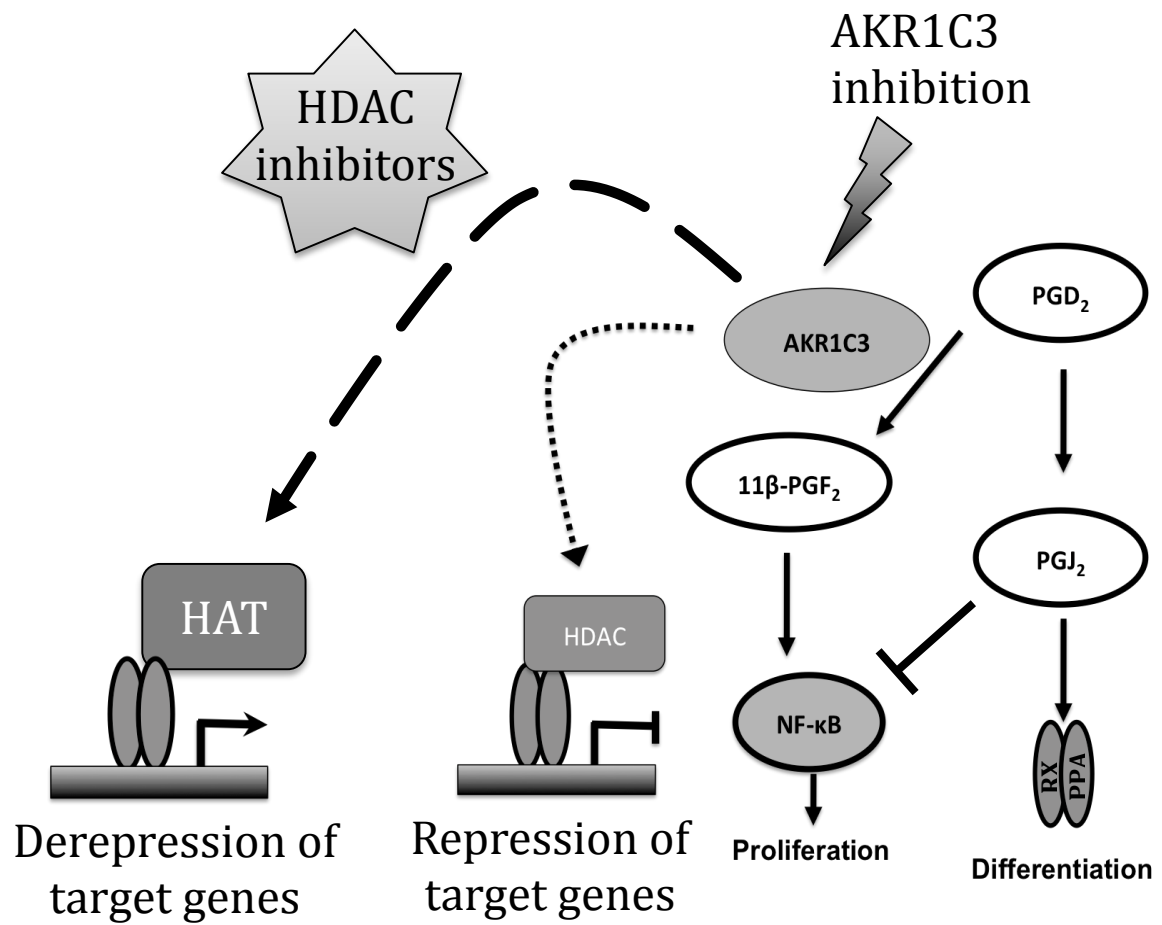 HDAC
inhibitors
AKR1C3
inhibition
PGD₂
AKR1C3
11β-PGF₂
PGJ₂
HAT
HDAC
NF-κB
RX
PPA
Derepression of
target genes
Repression of
target genes
Proliferation
Differentiation